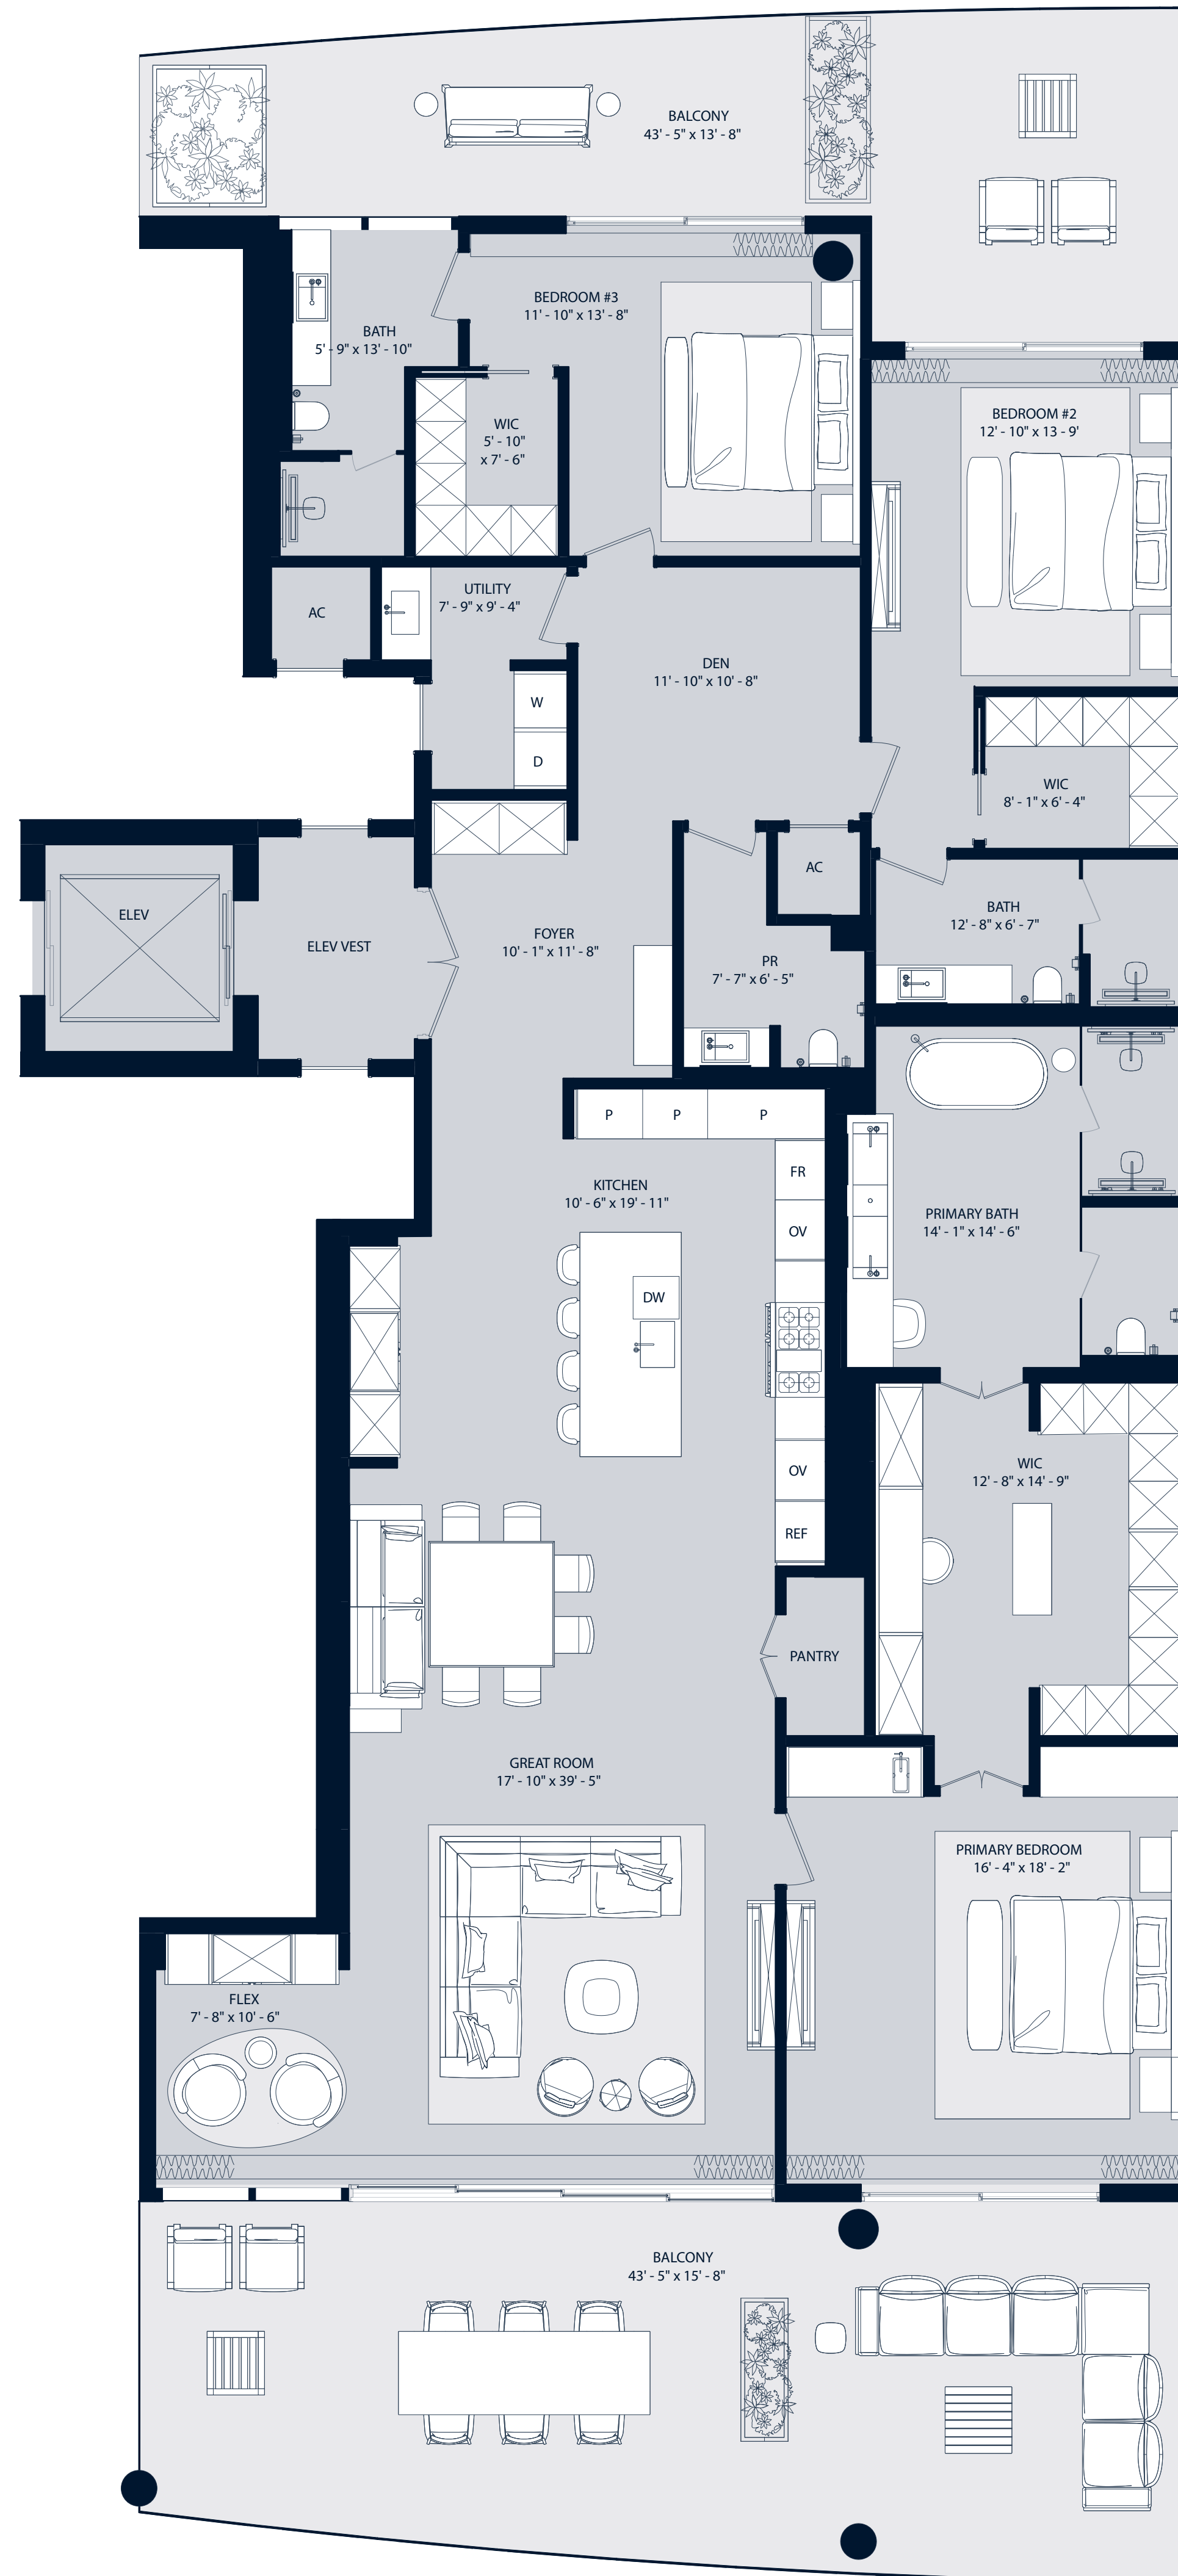 BALCONY
43' - 5" x 13' - 8"
BEDROOM #3
11' - 10" x 13' - 8"
BATH
5' - 9" x 13' - 10"
WIC
5' - 10"
x 7' - 6"
BEDROOM #2
12' - 10" x 13 - 9'
UTILITY
7' - 9" x 9' - 4"
AC
DEN
11' - 10" x 10' - 8"
W
D
WIC
8' - 1" x 6' - 4"
AC
ELEV
ELEV VEST
FOYER
10' - 1" x 11' - 8"
PR
7' - 7" x 6' - 5"
BATH
12' - 8" x 6' - 7"
P
P
P
FR
KITCHEN
10' - 6" x 19' - 11"
OV
PRIMARY BATH
14' - 1" x 14' - 6"
DW
OV
WIC
12' - 8" x 14' - 9"
REF
PANTRY
GREAT ROOM
17' - 10" x 39' - 5"
PRIMARY BEDROOM
16' - 4" x 18' - 2"
FLEX
7' - 8" x 10' - 6"
BALCONY
43' - 5" x 15' - 8"